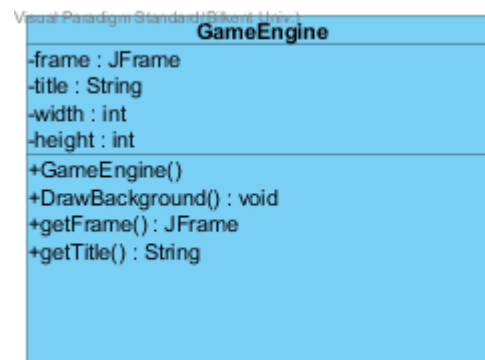 Visual Paradigm Standard(Bilkent Univ.)
GameEngine
-frame : JFrame
-title : String
-width : int
-height : int
+GameEngine()
+DrawBackground() : void
+getFrame() : JFrame
+getTitle() : String